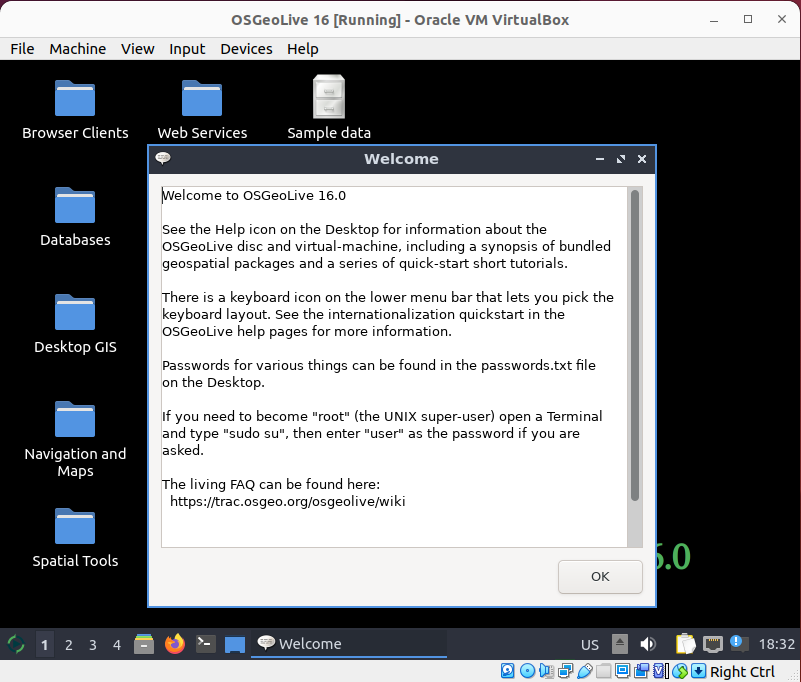 OSGeoLive 16 [Running] - Oracle VM VirtualBox
File Machine View Input Devices Help
Browser Clients
Web Services
Sample data
Databases
Desktop GIS
Navigation and
Maps
Spatial Tools
Welcome
Welcome to OSGeoLive 16.0
See the Help icon on the Desktop for information about the
OSGeoLive disc and virtual-machine, including a synopsis of bundled
geospatial packages and a series of quick-start short tutorials.
There is a keyboard icon on the lower menu bar that lets you pick the
keyboard layout. See the internationalization quickstart in the
OSGeoLive help pages for more information.
Passwords for various things can be found in the passwords.txt file
on the Desktop.
If you need to become "root" (the UNIX super-user) open a Terminal
and type "sudo su", then enter "user" as the password if you are
asked.
The living FAQ can be found here:
https://trac.osgeo.org/osgeolive/wiki
OK
6.0
1 2 3 4 Welcome US 18:32
Right Ctrl